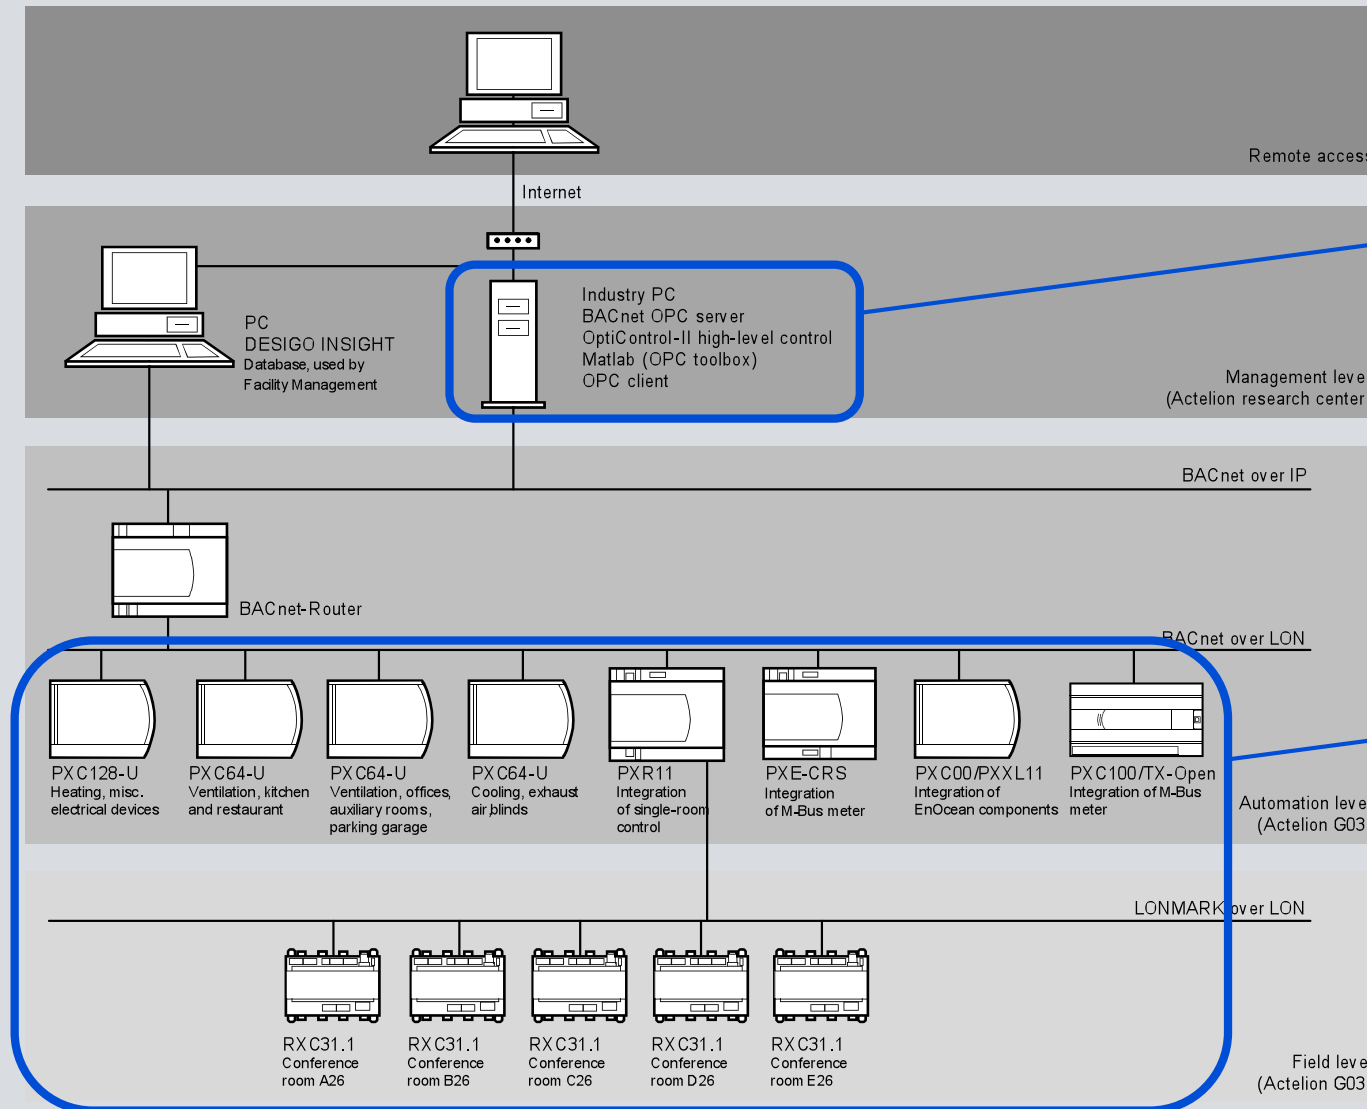 Remote access
Internet
Industry PC
BACnet OPC server
OptiControl-II high-level control
Matlab (OPC toolbox)
OPC client
PC
DESIGO INSIGHT
Database, used by
Facility Management
Management leve
(Actelion research center
BACnet over IP
BACnet-Router
BACnet over LON
PXC128-U
Heating, misc.
electrical devices
PXC64-U
Ventilation, kitchen
and restaurant
PXC64-U
Ventilation, offices,
auxiliary rooms,
parking garage
PXC64-U
Cooling, exhaust
air,blinds
PXR11
Integration
of single-room
control
PXE-CRS
Integration
of M-Bus meter
PXC00/PXXL11
Integration of
EnOcean components
PXC100/TX-Open
Integration of M-Bus
meter
Automation leve
(Actelion G03
LONMARK over LON
RXC31.1
Conference
room A26
RXC31.1
Conference
room B26
RXC31.1
Conference
room C26
RXC31.1
Conference
room D26
RXC31.1
Conference
room E26
Field leve
(Actelion G03